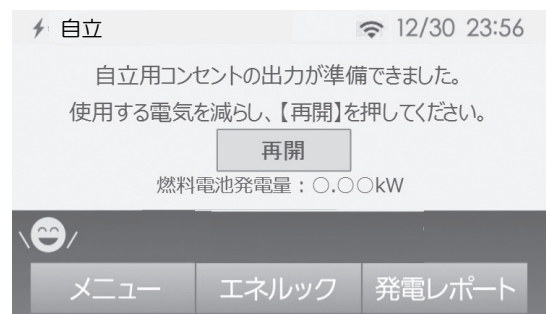 自立 12/30 23:56
自立用コンセントの出力が準備できました。
使用する電気を減らし、【再開】を押してください。
再開
燃料電池発電量：○.○○kW
メニュー エネルック 発電レポート